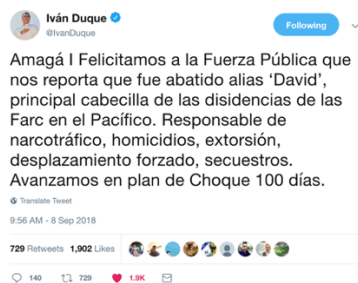 Iván Duque
@IvanDuque
Following
Amagá I Felicitamos a la Fuerza Pública que
nos reporta que fue abatido alias ‘David’,
principal cabecilla de las disidencias de las
Farc en el Pacífico. Responsable de
narcotráfico, homicidios, extorsión,
desplazamiento forzado, secuestros.
Avanzamos en plan de Choque 100 días.
Translate Tweet
9:56 AM - 8 Sep 2018
729 Retweets 1,902 Likes
140 729 1.9K